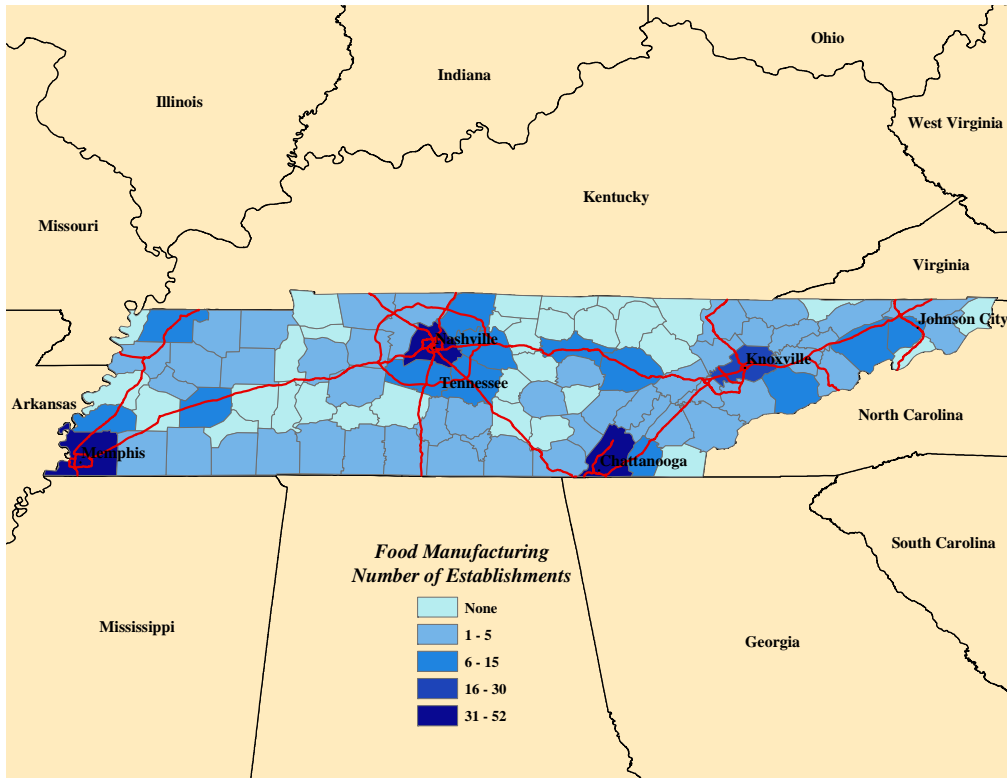 Ohio
Indiana
Illinois
West Virginia
Kentucky
Missouri
Virginia
Johnson City
Nashville
Knoxville
Tennessee
Arkansas
North Carolina
Memphis
Chattanooga
South Carolina
Food Manufacturing
Number of Establishments
None
1 - 5
6 - 15
16 - 30
31 - 52
Mississippi
Georgia